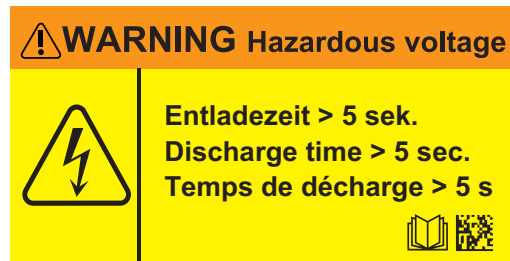 WARNING Hazardous voltage
Entladezeit > 5 sek.
Discharge time > 5 sec.
Temps de décharge > 5 s